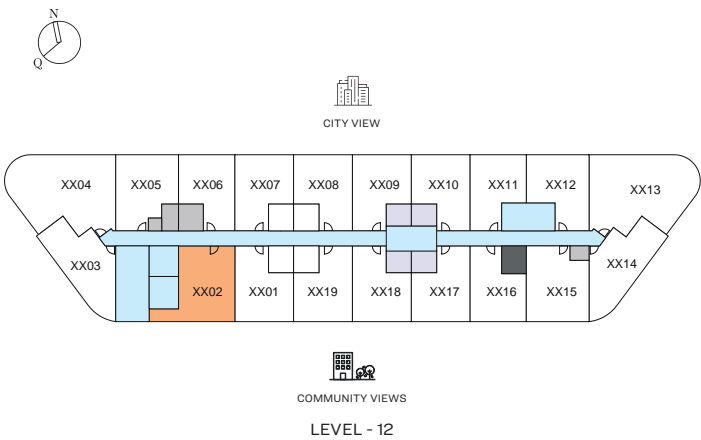 N
Q
CITY VIEW
XX04 XX05 XX06 XX07 XX08 XX09 XX10 XX11 XX12 XX13
XX03 XX14
XX02 XX01 XX19 XX18 XX17 XX16 XX15
COMMUNITY VIEWS
LEVEL - 12